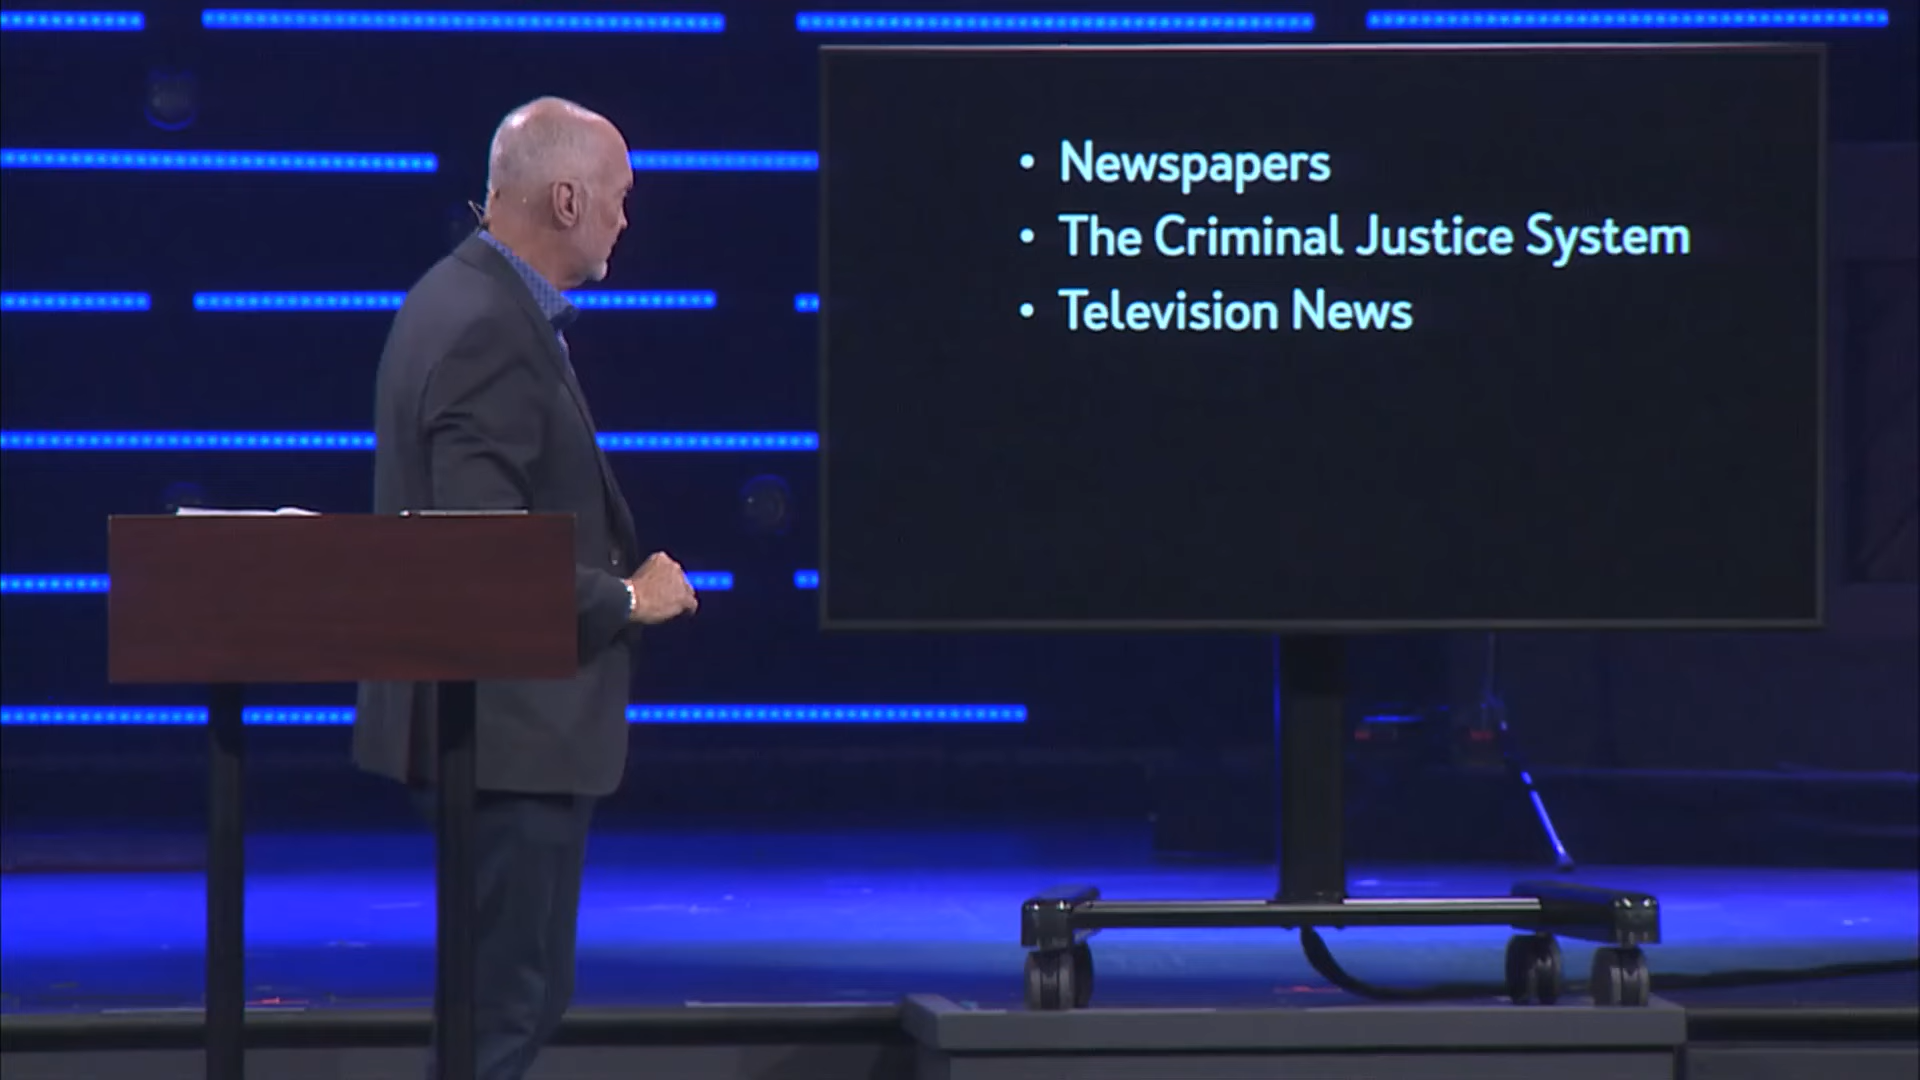 • Newspapers
• The Criminal Justice System
• Television News